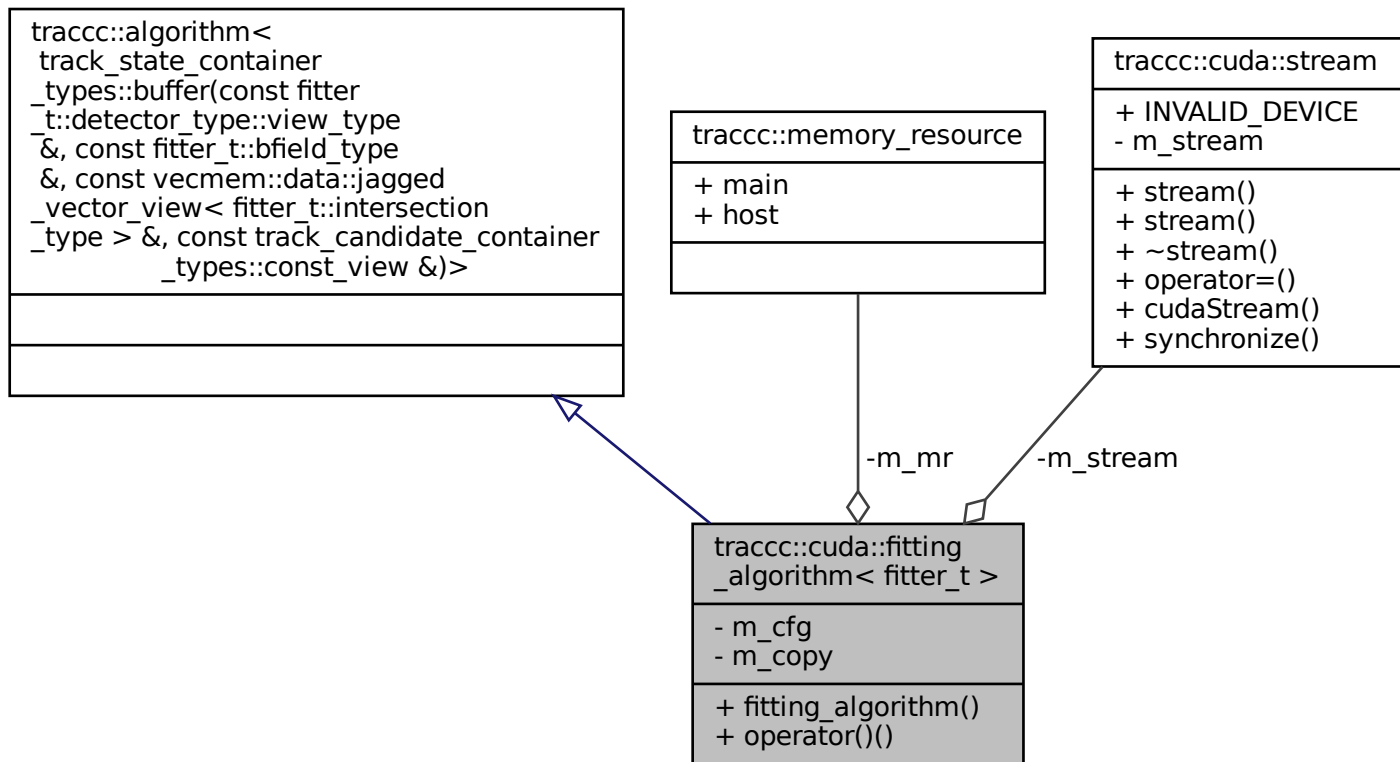 traccc::algorithm<
track_state_container
_types::buffer(const fitter
_t::detector_type::view_type
&, const fitter_t::bfield_type
&, const vecmem::data::jagged
_vector_view< fitter_t::intersection
_type > &, const track_candidate_container
_types::const_view &)>
traccc::memory_resource
+ main
+ host
traccc::cuda::stream
+ INVALID_DEVICE
- m_stream
+ stream()
+ stream()
+ ~stream()
+ operator=()
+ cudaStream()
+ synchronize()
-m_mr
-m_stream
traccc::cuda::fitting
_algorithm< fitter_t >
- m_cfg
- m_copy
+ fitting_algorithm()
+ operator()()